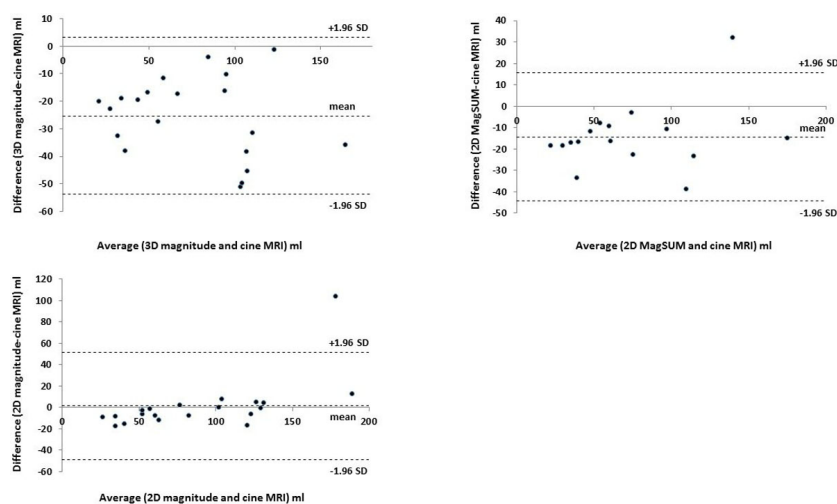 Difference (3D magnitude-cine MRI) ml
10
0
-10
-20
-30
-40
-50
-60
50
100
150
+1.96 SD
mean
-1.96 SD
Average (3D magnitude and cine MRI) ml
Difference (2D MagSUM-cine MRI) ml
40
30
20
10
0
-10
-20
-30
-40
-50
0
50
100
150
200
+1.96 SD
mean
-1.96 SD
Average (2D MagSUM and cine MRI) ml
Difference (2D magnitude-cine MRI) ml
120
100
80
60
40
20
0
-20
-40
-60
0
50
100
150
200
+1.96 SD
mean
-1.96 SD
Average (2D magnitude and cine MRI) ml